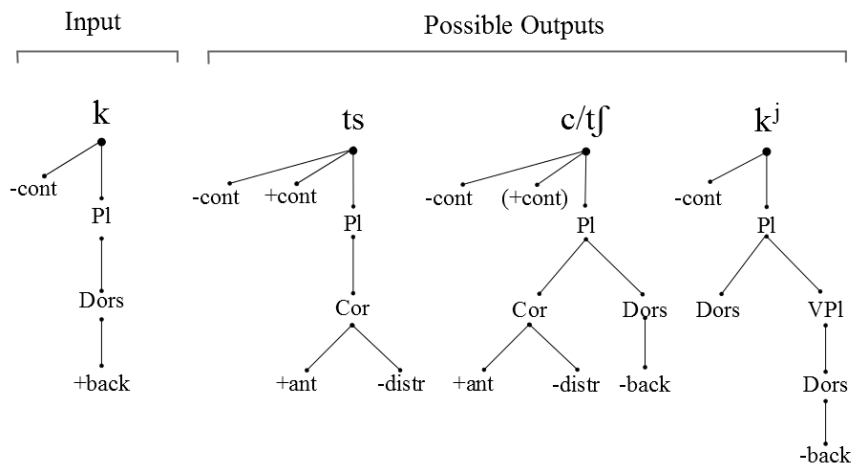 Input Possible Outputs
k ts c/tʃ kʲ
-cont -cont +cont -cont (+cont) -cont
Pl Pl Pl Pl
Dors Cor Cor Dors Dors VPl
+back +ant -distr +ant -distr -back Dors
-back